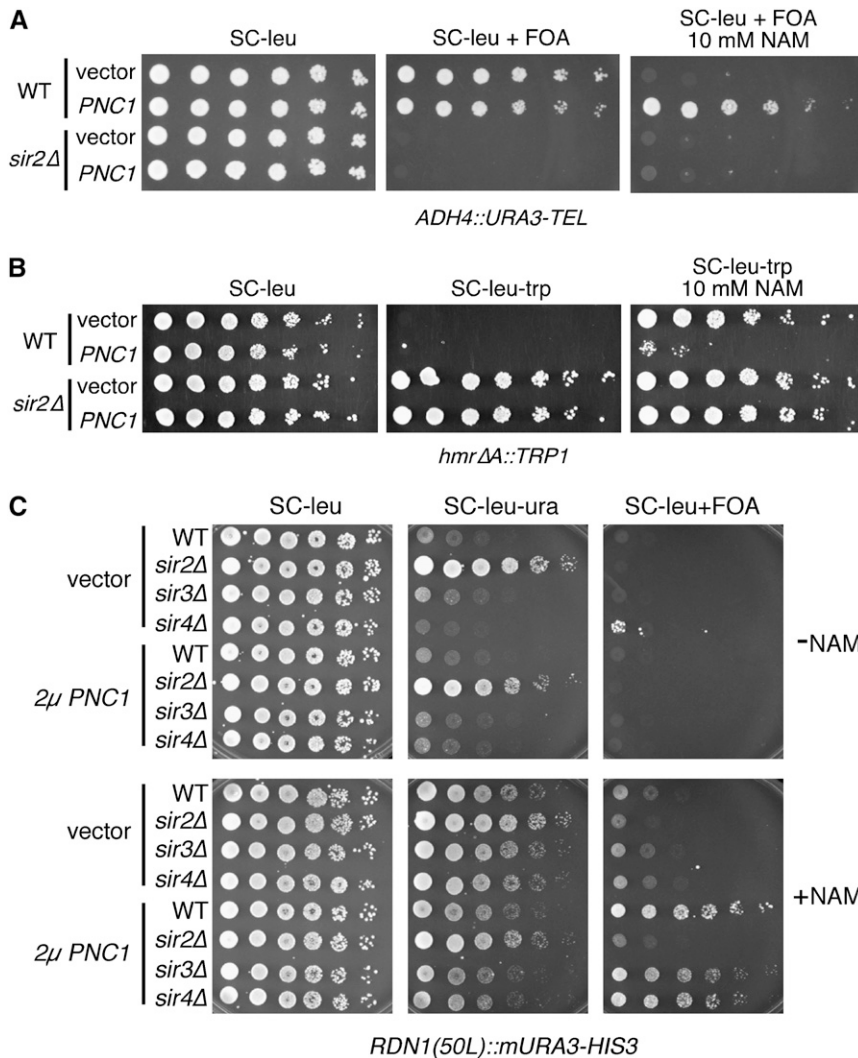 A
SC-leu
SC-leu + FOA
SC-leu + FOA
10 mM NAM
WT
vector
PNC1
sir2Δ
vector
PNC1
ADH4::URA3-TEL
B
SC-leu
SC-leu-trp
SC-leu-trp
10 mM NAM
WT
vector
PNC1
sir2Δ
vector
PNC1
hmrΔA::TRP1
C
SC-leu
SC-leu-ura
SC-leu+FOA
vector
WT
sir2Δ
sir3Δ
sir4Δ
2μ PNC1
WT
sir2Δ
sir3Δ
sir4Δ
-NAM
vector
WT
sir2Δ
sir3Δ
sir4Δ
2μ PNC1
WT
sir2Δ
sir3Δ
sir4Δ
+NAM
RDN1(50L)::mURA3-HIS3